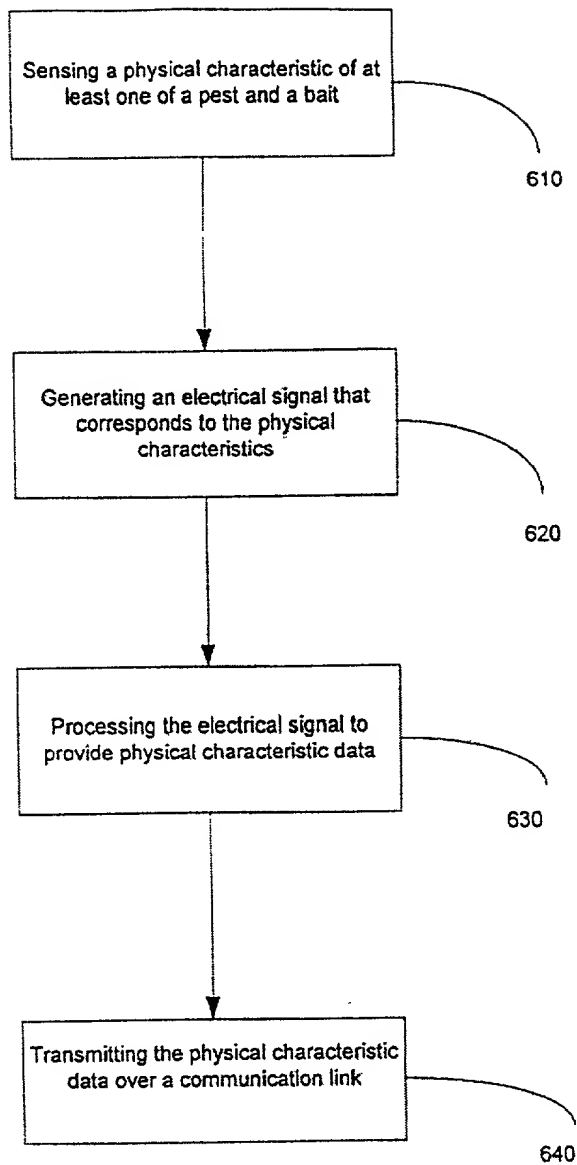 Sensing a physical characteristic of at
least one of a pest and a bait
610
Generating an electrical signal that
corresponds to the physical
characteristics
620
Processing the electrical signal to
provide physical characteristic data
630
Transmitting the physical characteristic
data over a communication link
640